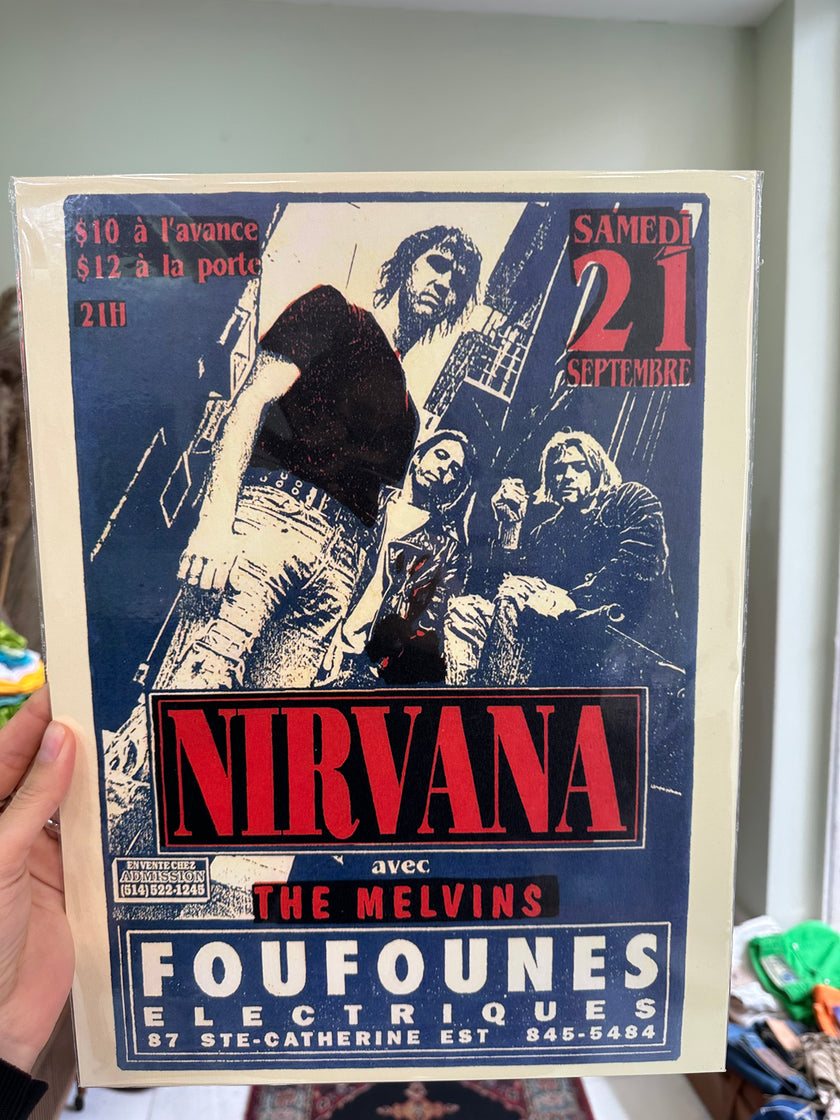 $10 à l'avance
$12 à la porte
21H
SAMEDI
21
SEPTEMBRE
NIRVANA
avec
THE MELVINS
EN VENTE CHEZ
ADMISSION
(514) 522-1245
FOUFOUNES
ELECTRIQUES
87 STE-CATHERINE EST 845-5484